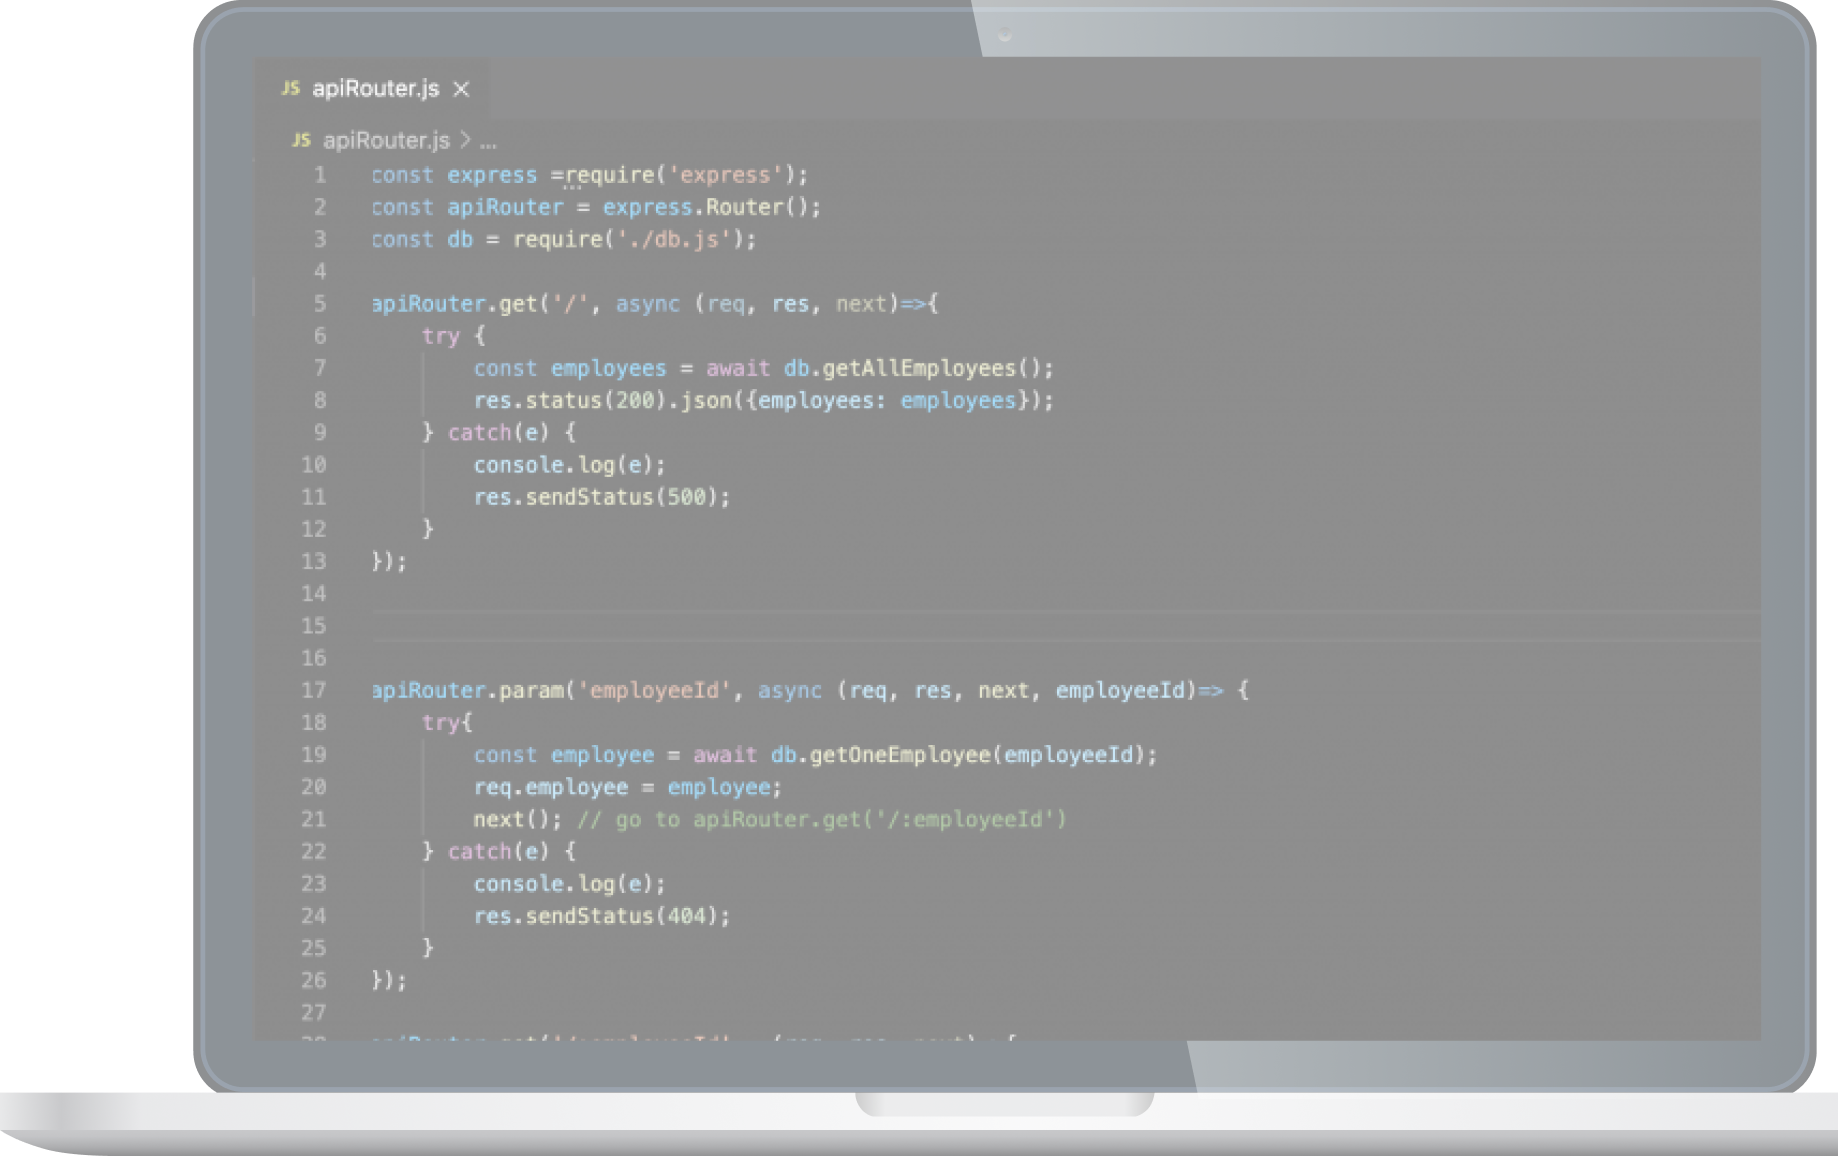 JS apiRouter.js ×
JS apiRouter.js > ...
1 const express =require('express');
2 const apiRouter = express.Router();
3 const db = require('./db.js');
4
5 apiRouter.get('/', async (req, res, next)=>{
6 try {
7 const employees = await db.getAllEmployees();
8 res.status(200).json({employees: employees});
9 } catch(e) {
10 console.log(e);
11 res.sendStatus(500);
12 }
13 });
14
15
16
17 apiRouter.param('employeeId', async (req, res, next, employeeId)=> {
18 try{
19 const employee = await db.getOneEmployee(employeeId);
20 req.employee = employee;
21 next(); // go to apiRouter.get('/:employeeId')
22 } catch(e) {
23 console.log(e);
24 res.sendStatus(404);
25 }
26 });
27